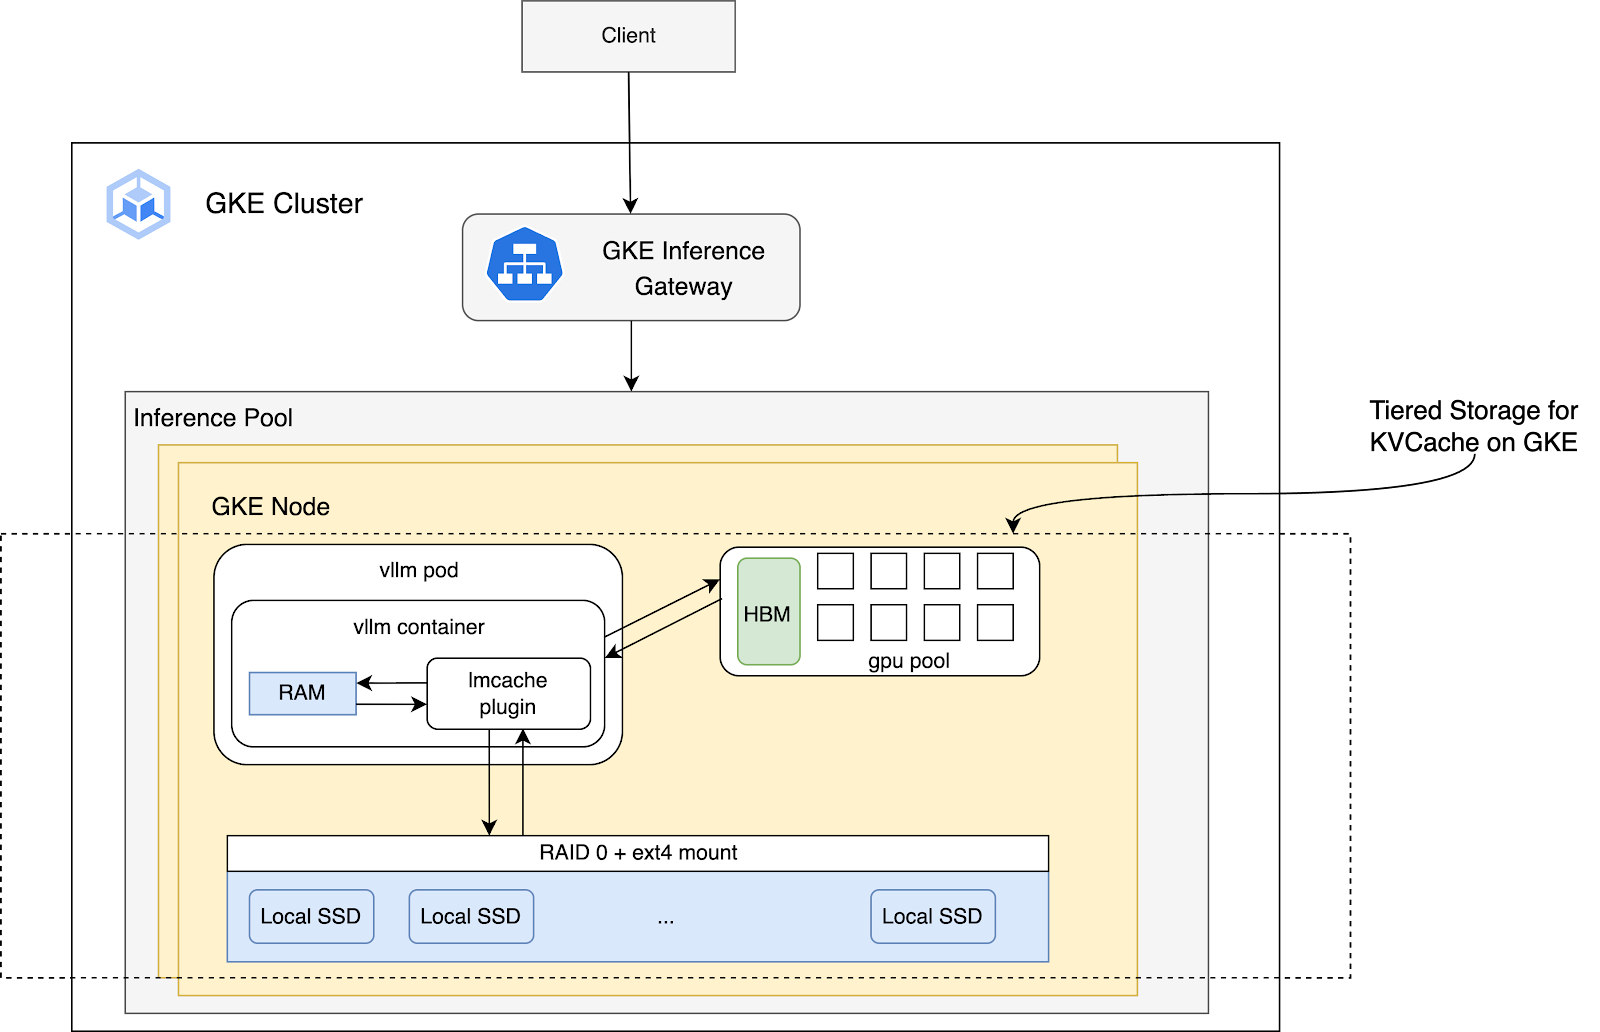 Client
GKE Cluster
GKE Inference
Gateway
Inference Pool
Tiered Storage for
KVCache on GKE
GKE Node
vllm pod
vllm container
RAM
lmcache
plugin
HBM
gpu pool
RAID 0 + ext4 mount
Local SSD
Local SSD
...
Local SSD